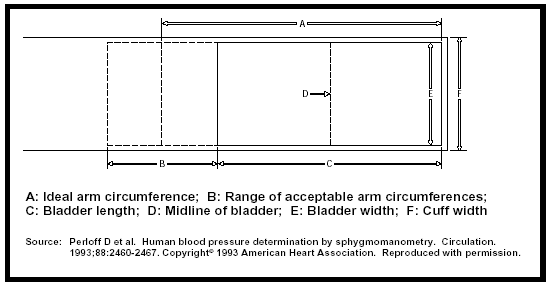 A
D
E
F
B
C
A: Ideal arm circumference; B: Range of acceptable arm circumferences;
C: Bladder length; D: Midline of bladder; E: Bladder width; F: Cuff width
Source: Perloff D et al. Human blood pressure determination by sphygmomanometry. Circulation.
1993;88:2460-2467. Copyright© 1993 American Heart Association. Reproduced with permission.